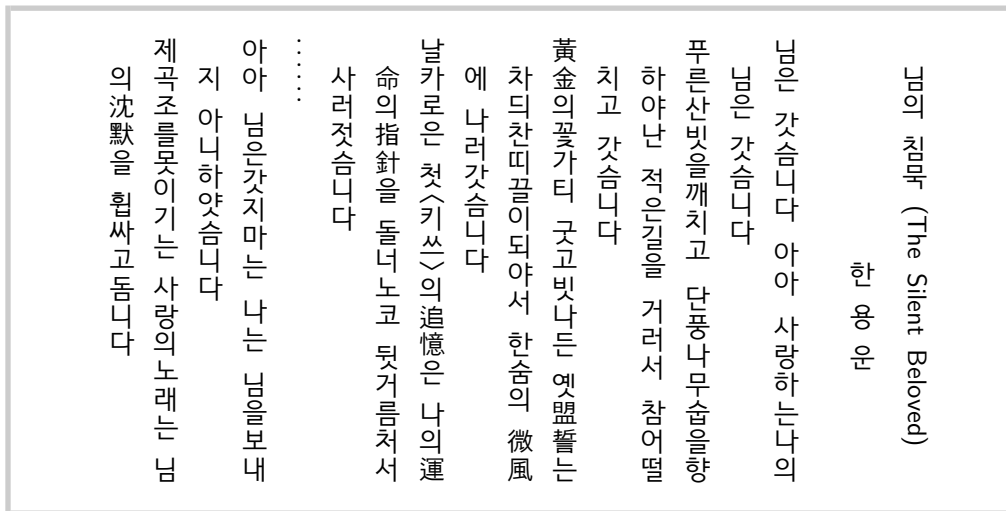 님의 침묵 (The Silent Beloved)
한 용 운
님은 갓슴니다 아아 사랑하는나의
님은 갓슴니다
푸른산빗을깨치고 단풍나무숩을향
하야난 적은길을 거러서 참어떨
치고 갓슴니다
黃金의꽃가티 굿고빗나든 옛盟誓는
차듸찬띠끌이되야서 한숨의 微風
에 나러갓슴니다
날카로은 첫〈키쓰〉의追憶은 나의運
命의指針을 돌너노코 뒷거름처서
사러젓슴니다
……
아아 님은갓지마는 나는 님을보내
지 아니하얏슴니다
제곡조를못이기는 사랑의노래는 님
의沈默을 휩싸고돔니다